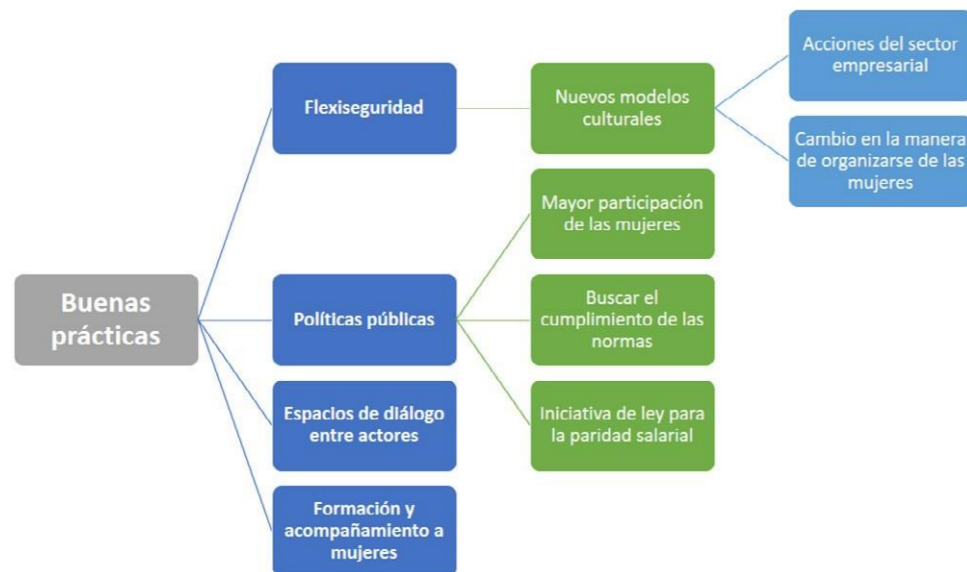 Buenas
prácticas
Flexiseguridad
Nuevos modelos
culturales
Acciones del sector
empresarial
Cambio en la manera
de organizarse de las
mujeres
Políticas públicas
Mayor participación
de las mujeres
Buscar el
cumplimiento de las
normas
Iniciativa de ley para
la paridad salarial
Espacios de diálogo
entre actores
Formación y
acompañamiento a
mujeres